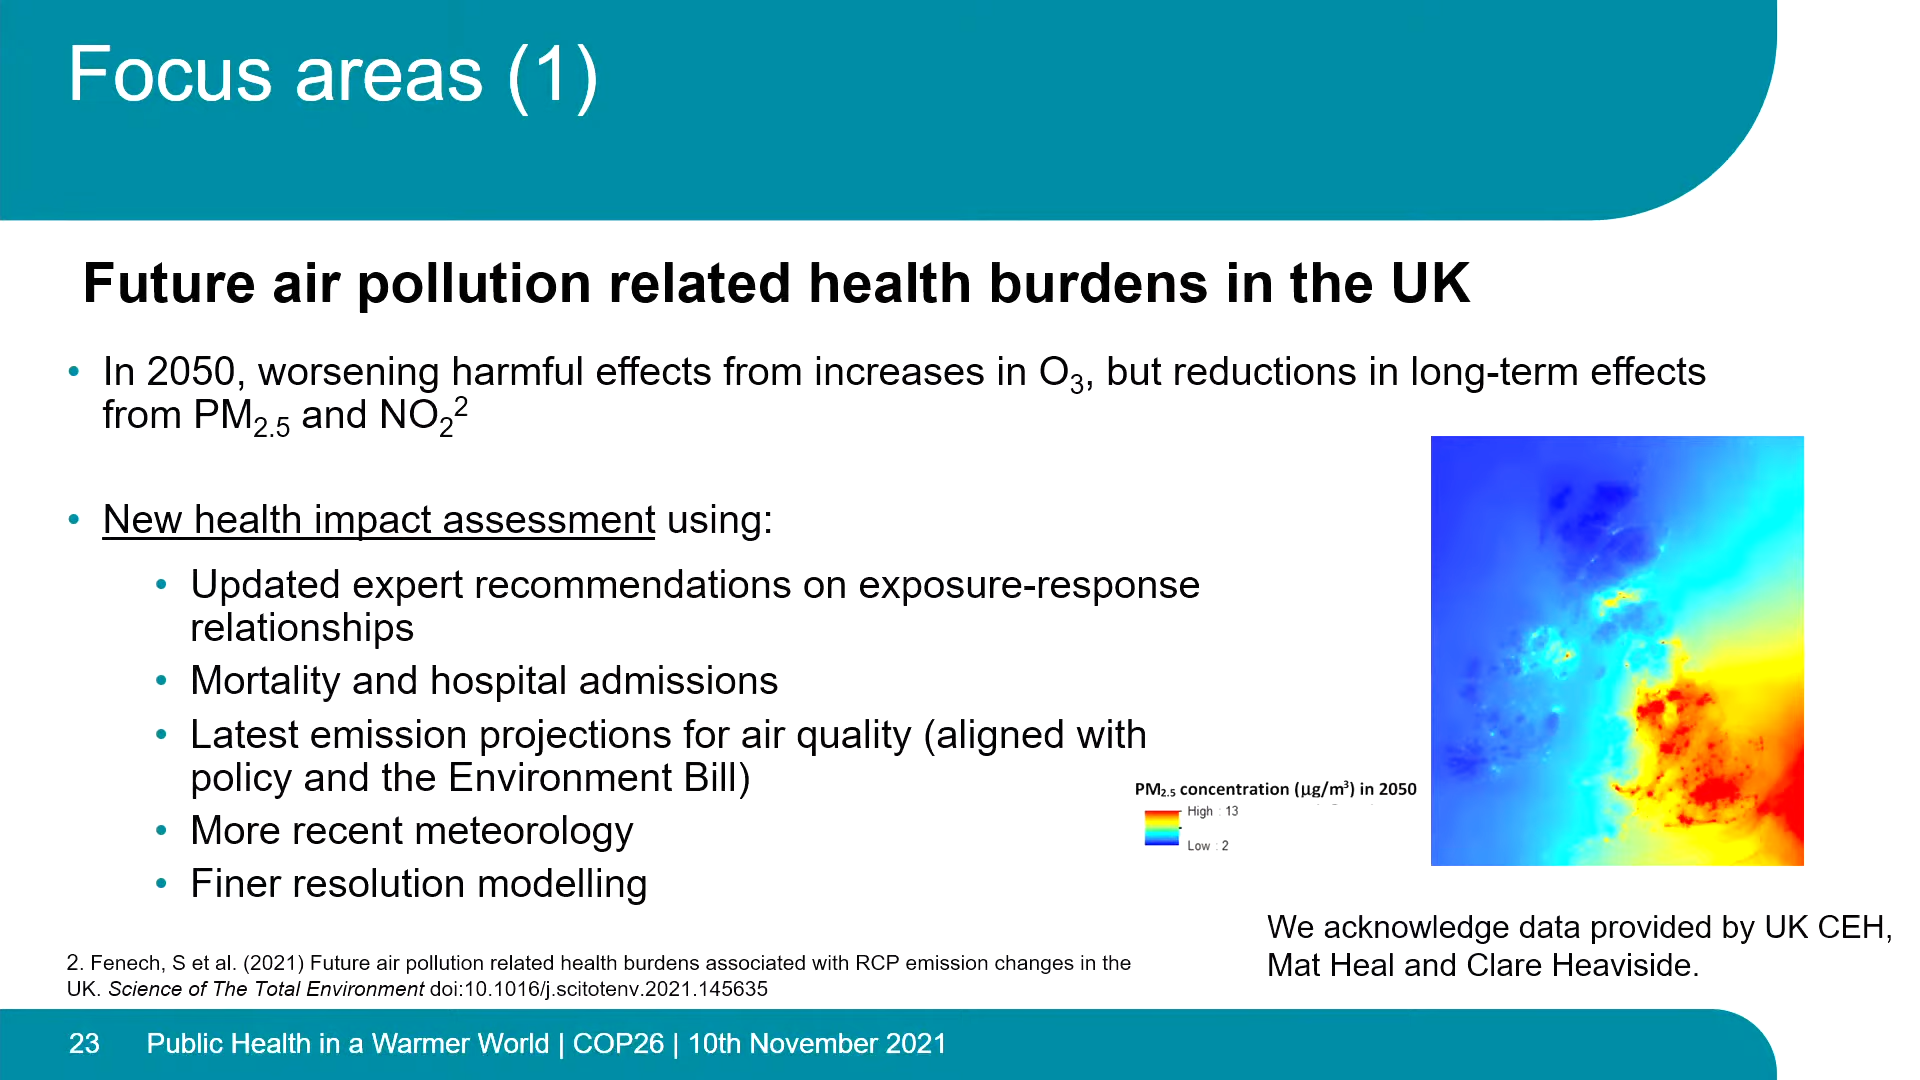 Focus areas (1)
Future air pollution related health burdens in the UK
• In 2050, worsening harmful effects from increases in O₃, but reductions in long-term effects
from PM₂.₅ and NO₂²
• New health impact assessment using:
• Updated expert recommendations on exposure-response
relationships
• Mortality and hospital admissions
• Latest emission projections for air quality (aligned with
policy and the Environment Bill)
• More recent meteorology
• Finer resolution modelling
PM₂.₅ concentration (µg/m³) in 2050
High : 13
Low : 2
We acknowledge data provided by UK CEH,
Mat Heal and Clare Heaviside.
2. Fenech, S et al. (2021) Future air pollution related health burdens associated with RCP emission changes in the
UK. Science of The Total Environment doi:10.1016/j.scitotenv.2021.145635
23 Public Health in a Warmer World | COP26 | 10th November 2021